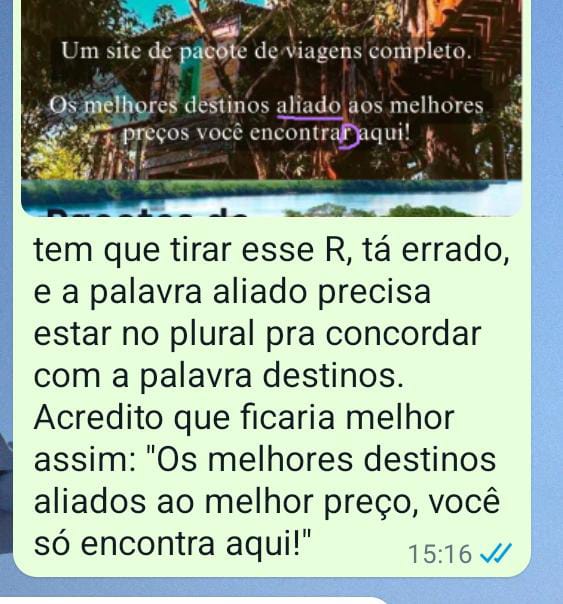 Um site de pacote de viagens completo.
Os melhores destinos aliado aos melhores
preços você encontrar aqui!
tem que tirar esse R, tá errado,
e a palavra aliado precisa
estar no plural pra concordar
com a palavra destinos.
Acredito que ficaria melhor
assim: "Os melhores destinos
aliados ao melhor preço, você
só encontra aqui!"
15:16